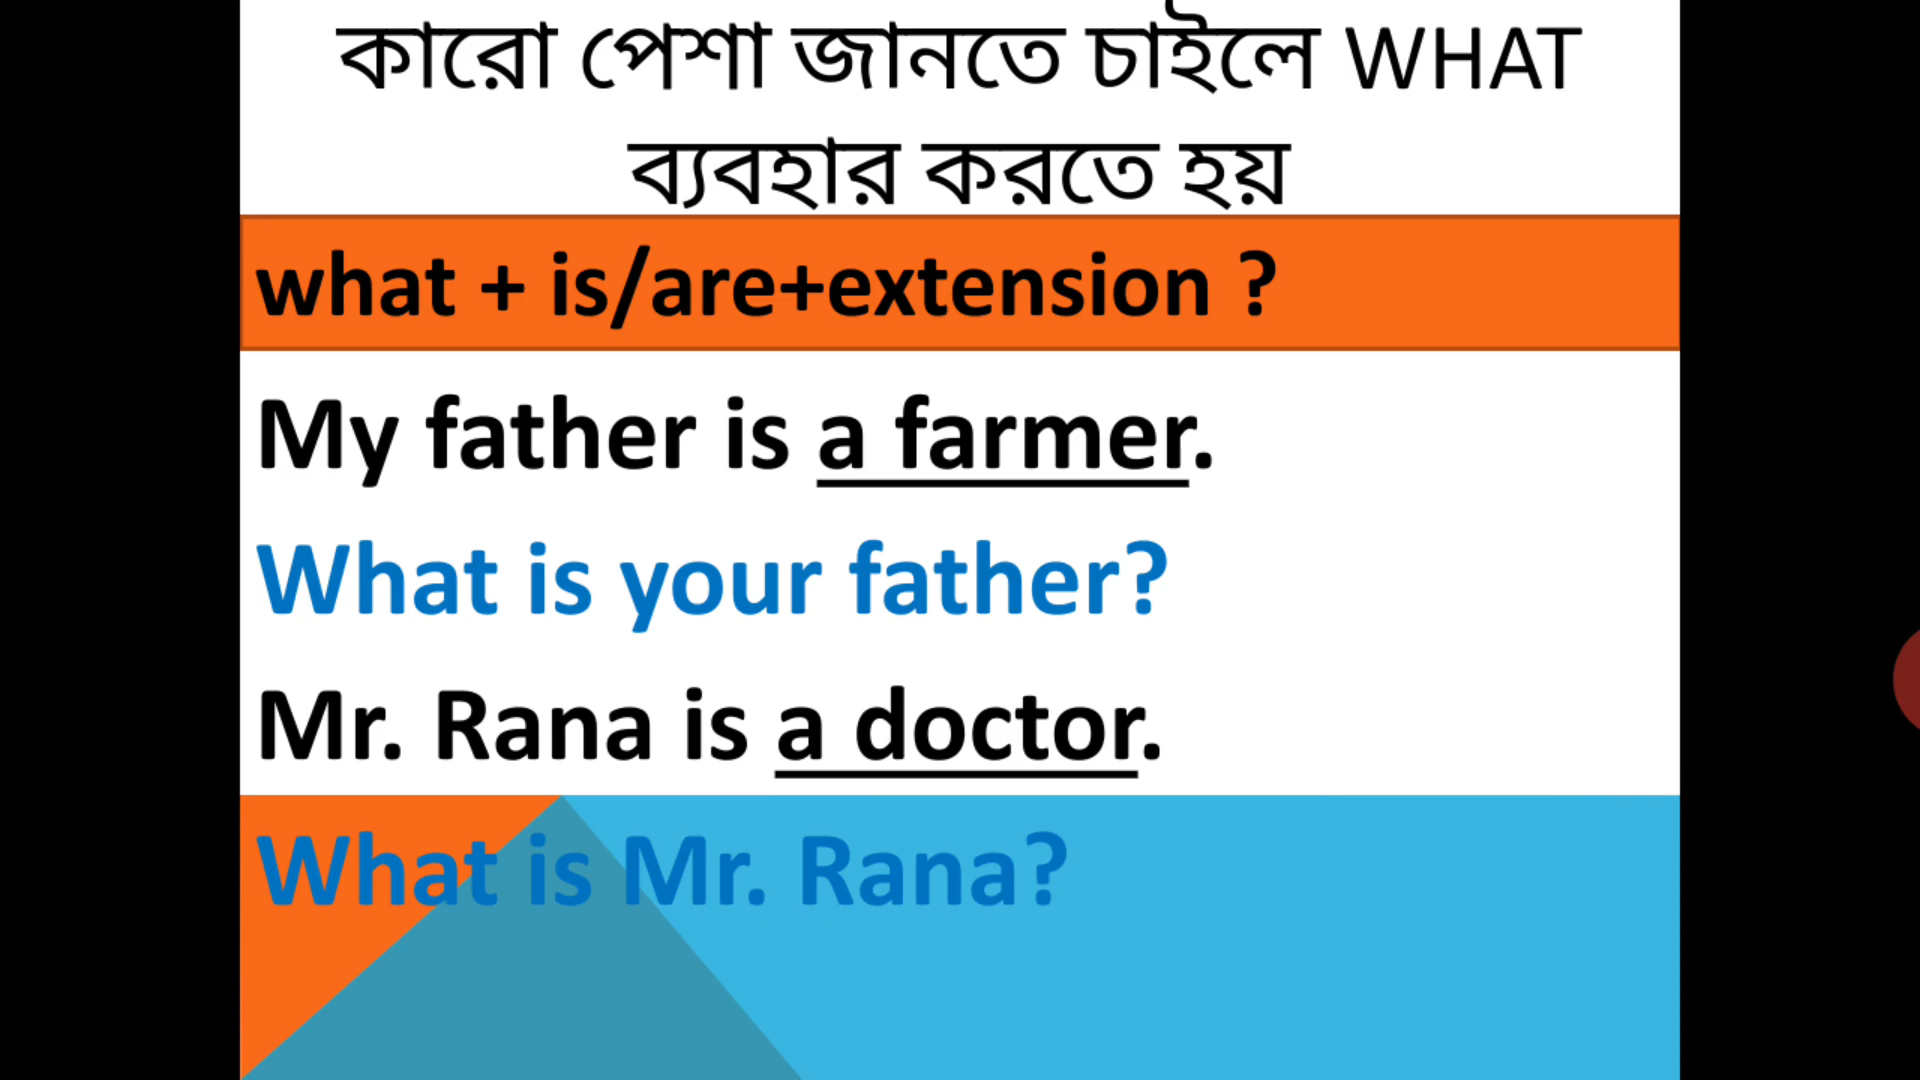 কারো পেশা জানতে চাইলে WHAT
ব্যবহার করতে হয়
what + is/are+extension ?
My father is a farmer.
What is your father?
Mr. Rana is a doctor.
What is Mr. Rana?